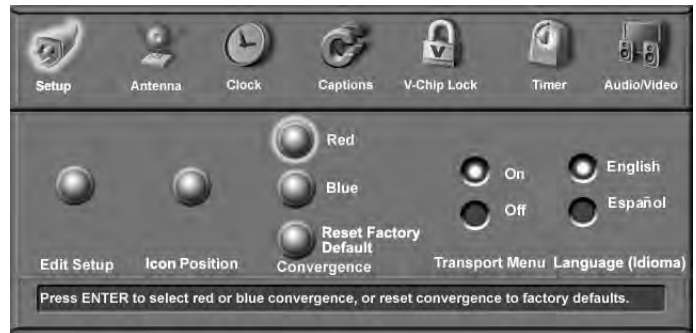 Setup Antenna Clock Captions V-Chip Lock Timer Audio/Video
Red
Blue
Reset Factory
Default
On
Off
English
Español
Edit Setup Icon Position Convergence Transport Menu Language (Idioma)
Press ENTER to select red or blue convergence, or reset convergence to factory defaults.